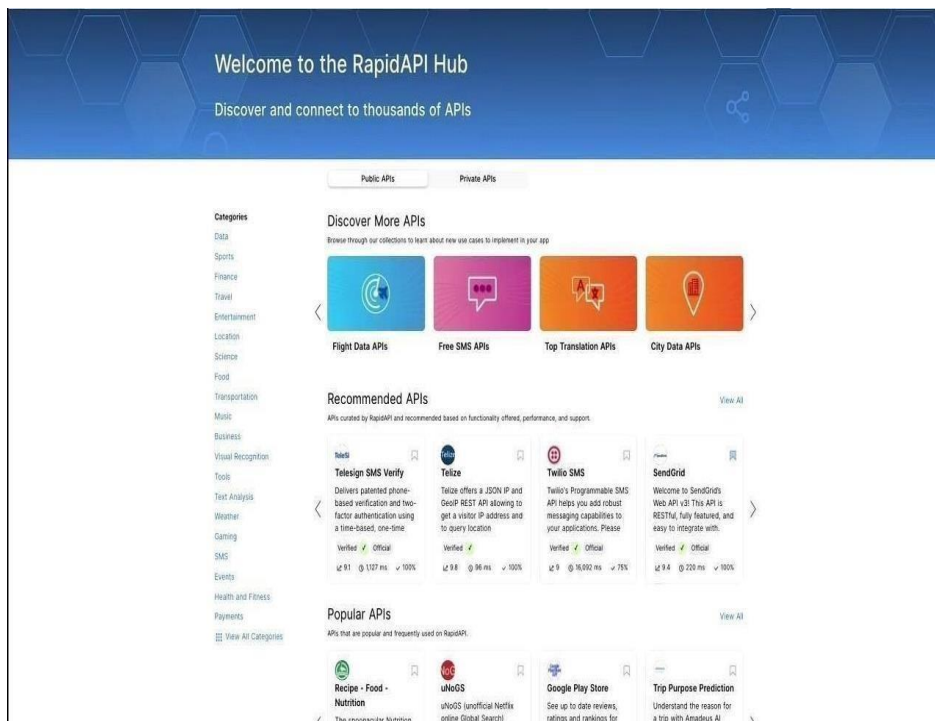 Welcome to the RapidAPI Hub
Discover and connect to thousands of APIs
Public APIs
Private APIs
Categories
Data
Sports
Finance
Travel
Entertainment
Location
Science
Food
Transportation
Music
Business
Visual Recognition
Tools
Text Analysis
Weather
Gaming
SMS
Events
Health and Fitness
Payments
View All Categories
Discover More APIs
Browse through our collections to learn about new use cases to implement in your app
Flight Data APIs
Free SMS APIs
Top Translation APIs
City Data APIs
Recommended APIs
View All
APIs curated by RapidAPI and recommended based on functionality offered, performance, and support.
TeleSi
Telesign SMS Verify
Delivers patented phone-
based verification and two-
factor authentication using
a time-based, one-time
Verified ✓ Official
9.1 1,127 ms ✓ 100%
Telize
Telize
Telize offers a JSON IP and
GeoIP REST API allowing to
get a visitor IP address and
to query location
Verified ✓
9.8 96 ms ✓ 100%
Twilio SMS
Twilio's Programmable SMS
API helps you add robust
messaging capabilities to
your applications. Please
Verified ✓ Official
9 16,092 ms ✓ 75%
SendGrid
Welcome to SendGrid's
Web API v3! This API is
RESTful, fully featured, and
easy to integrate with.
Verified ✓ Official
9.4 220 ms ✓ 100%
Popular APIs
View All
APIs that are popular and frequently used on RapidAPI.
Recipe - Food -
Nutrition
The spoonacular Nutrition
NoG
uNoGS
uNoGS (unofficial Netflix
online Global Search)
Google Play Store
See up to date reviews,
ratings and rankings for
Trip Purpose Prediction
Understand the reason for
a trip with Amadeus AI